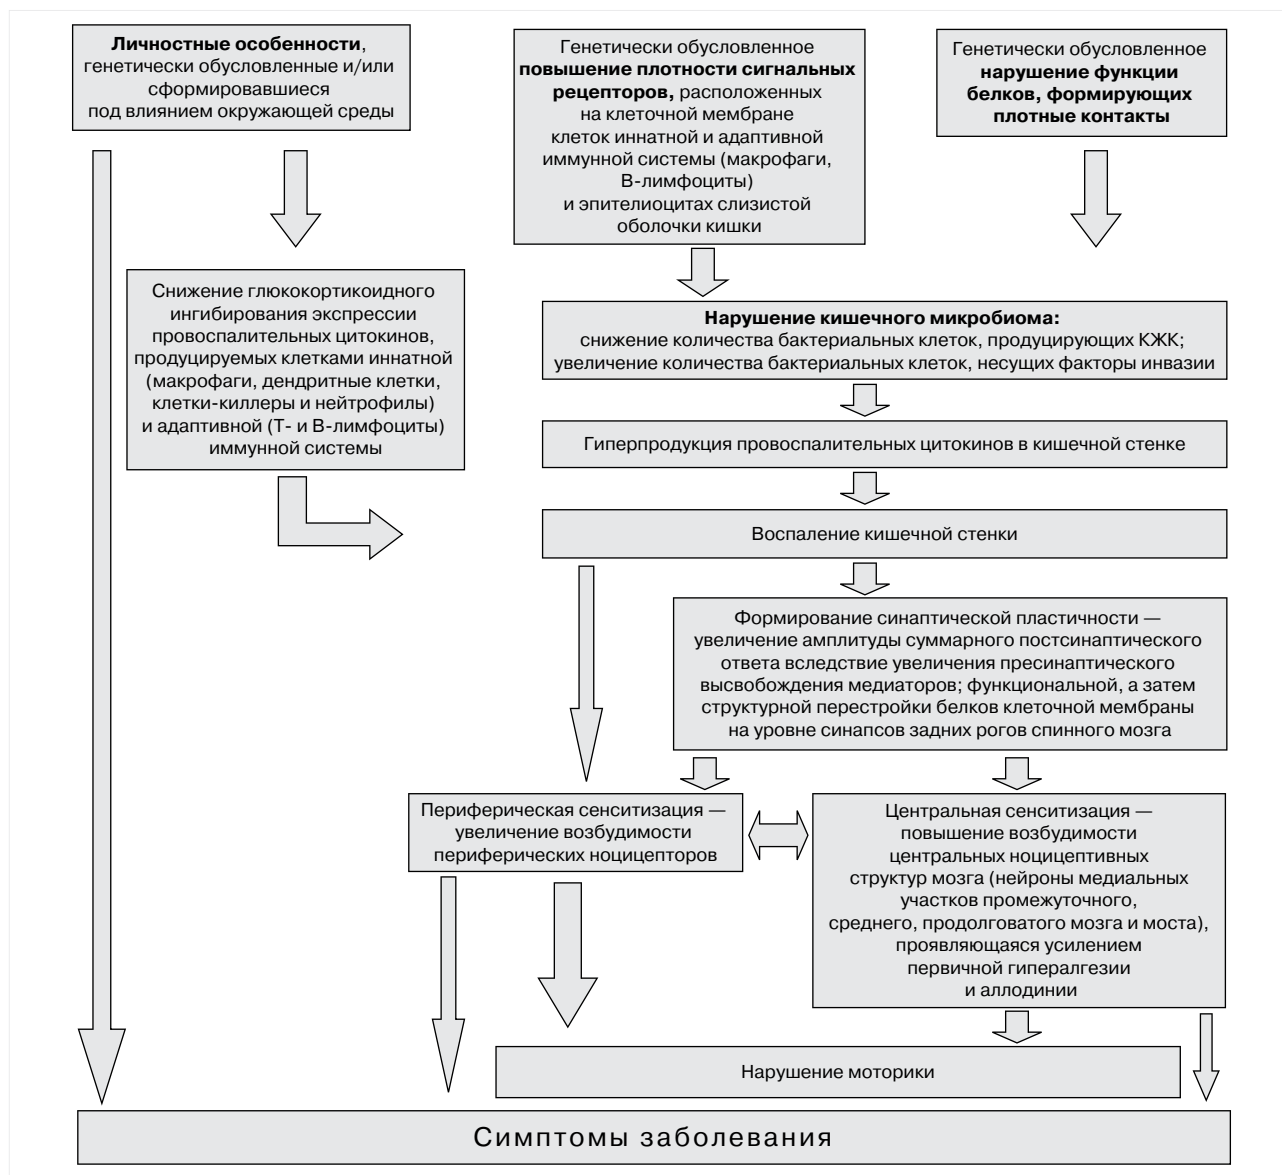 Личностные особенности,
генетически обусловленные и/или
сформировавшиеся
под влиянием окружающей среды
Генетически обусловленное
повышение плотности сигнальных
рецепторов, расположенных
на клеточной мембране
клеток иннатной и адаптивной
иммунной системы (макрофаги,
В-лимфоциты)
и эпителиоцитах слизистой
оболочки кишки
Генетически обусловленное
нарушение функции
белков, формирующих
плотные контакты
Снижение глюкокортикоидного
ингибирования экспрессии
провоспалительных цитокинов,
продуцируемых клетками иннатной
(макрофаги, дендритные клетки,
клетки-киллеры и нейтрофилы)
и адаптивной (Т- и В-лимфоциты)
иммунной системы
Нарушение кишечного микробиома:
снижение количества бактериальных клеток, продуцирующих КЖК;
увеличение количества бактериальных клеток, несущих факторы инвазии
Гиперпродукция провоспалительных цитокинов в кишечной стенке
Воспаление кишечной стенки
Формирование синаптической пластичности —
увеличение амплитуды суммарного постсинаптического
ответа вследствие увеличения пресинаптического
высвобождения медиаторов; функциональной, а затем
структурной перестройки белков клеточной мембраны
на уровне синапсов задних рогов спинного мозга
Периферическая сенситизация —
увеличение возбудимости
периферических ноцицепторов
Центральная сенситизация —
повышение возбудимости
центральных ноцицептивных
структур мозга (нейроны медиальных
участков промежуточного,
среднего, продолговатого мозга и моста),
проявляющаяся усилением
первичной гипералгезии
и аллодинии
Нарушение моторики
Симптомы заболевания